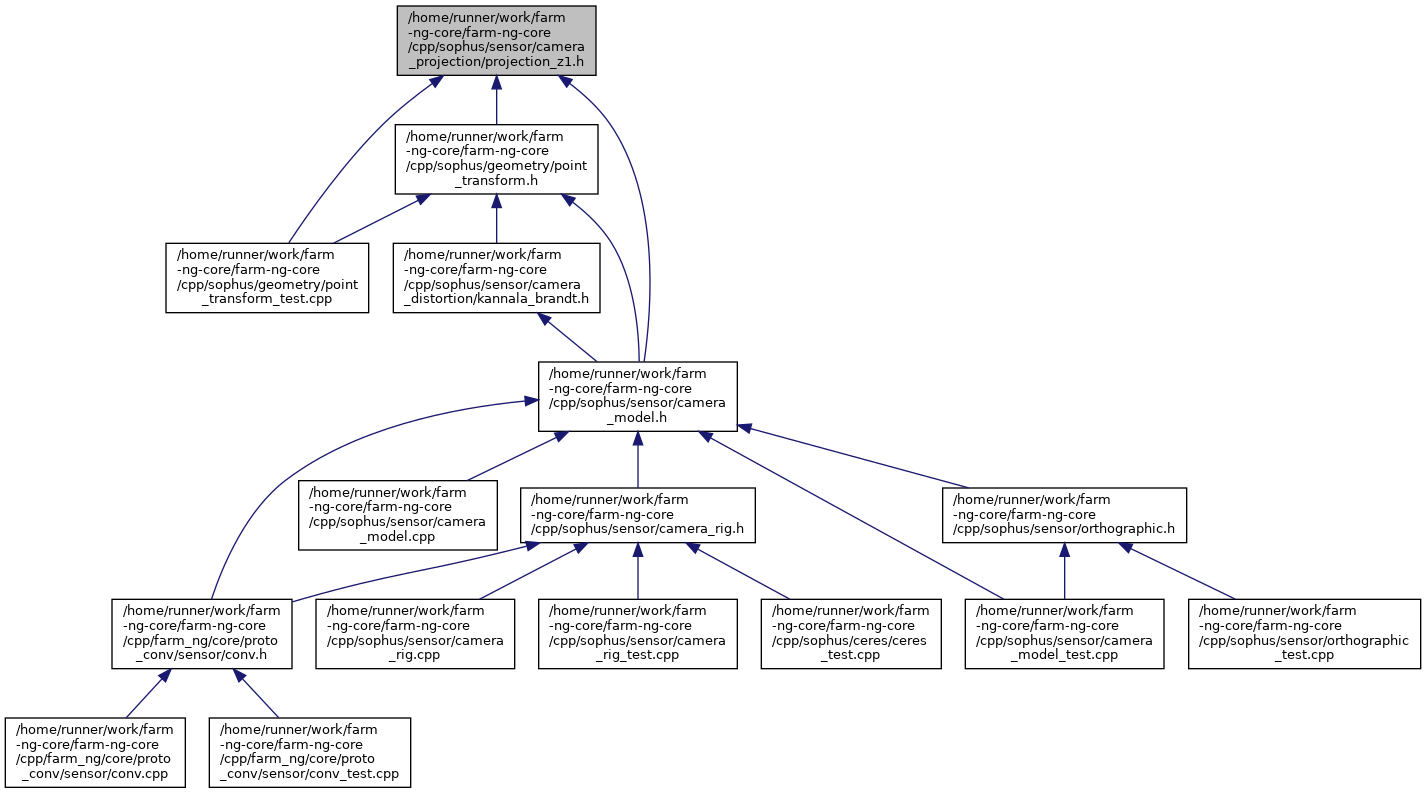 /home/runner/work/farm
-ng-core/farm-ng-core
/cpp/sophus/sensor/camera
_projection/projection_z1.h
/home/runner/work/farm
-ng-core/farm-ng-core
/cpp/sophus/geometry/point
_transform.h
/home/runner/work/farm
-ng-core/farm-ng-core
/cpp/sophus/geometry/point
_transform_test.cpp
/home/runner/work/farm
-ng-core/farm-ng-core
/cpp/sophus/sensor/camera
_distortion/kannala_brandt.h
/home/runner/work/farm
-ng-core/farm-ng-core
/cpp/sophus/sensor/camera
_model.h
/home/runner/work/farm
-ng-core/farm-ng-core
/cpp/sophus/sensor/camera
_model.cpp
/home/runner/work/farm
-ng-core/farm-ng-core
/cpp/sophus/sensor/camera_rig.h
/home/runner/work/farm
-ng-core/farm-ng-core
/cpp/sophus/sensor/orthographic.h
/home/runner/work/farm
-ng-core/farm-ng-core
/cpp/farm_ng/core/proto
_conv/sensor/conv.h
/home/runner/work/farm
-ng-core/farm-ng-core
/cpp/sophus/sensor/camera
_rig.cpp
/home/runner/work/farm
-ng-core/farm-ng-core
/cpp/sophus/sensor/camera
_rig_test.cpp
/home/runner/work/farm
-ng-core/farm-ng-core
/cpp/sophus/ceres/ceres
_test.cpp
/home/runner/work/farm
-ng-core/farm-ng-core
/cpp/sophus/sensor/camera
_model_test.cpp
/home/runner/work/farm
-ng-core/farm-ng-core
/cpp/sophus/sensor/orthographic
_test.cpp
/home/runner/work/farm
-ng-core/farm-ng-core
/cpp/farm_ng/core/proto
_conv/sensor/conv.cpp
/home/runner/work/farm
-ng-core/farm-ng-core
/cpp/farm_ng/core/proto
_conv/sensor/conv_test.cpp